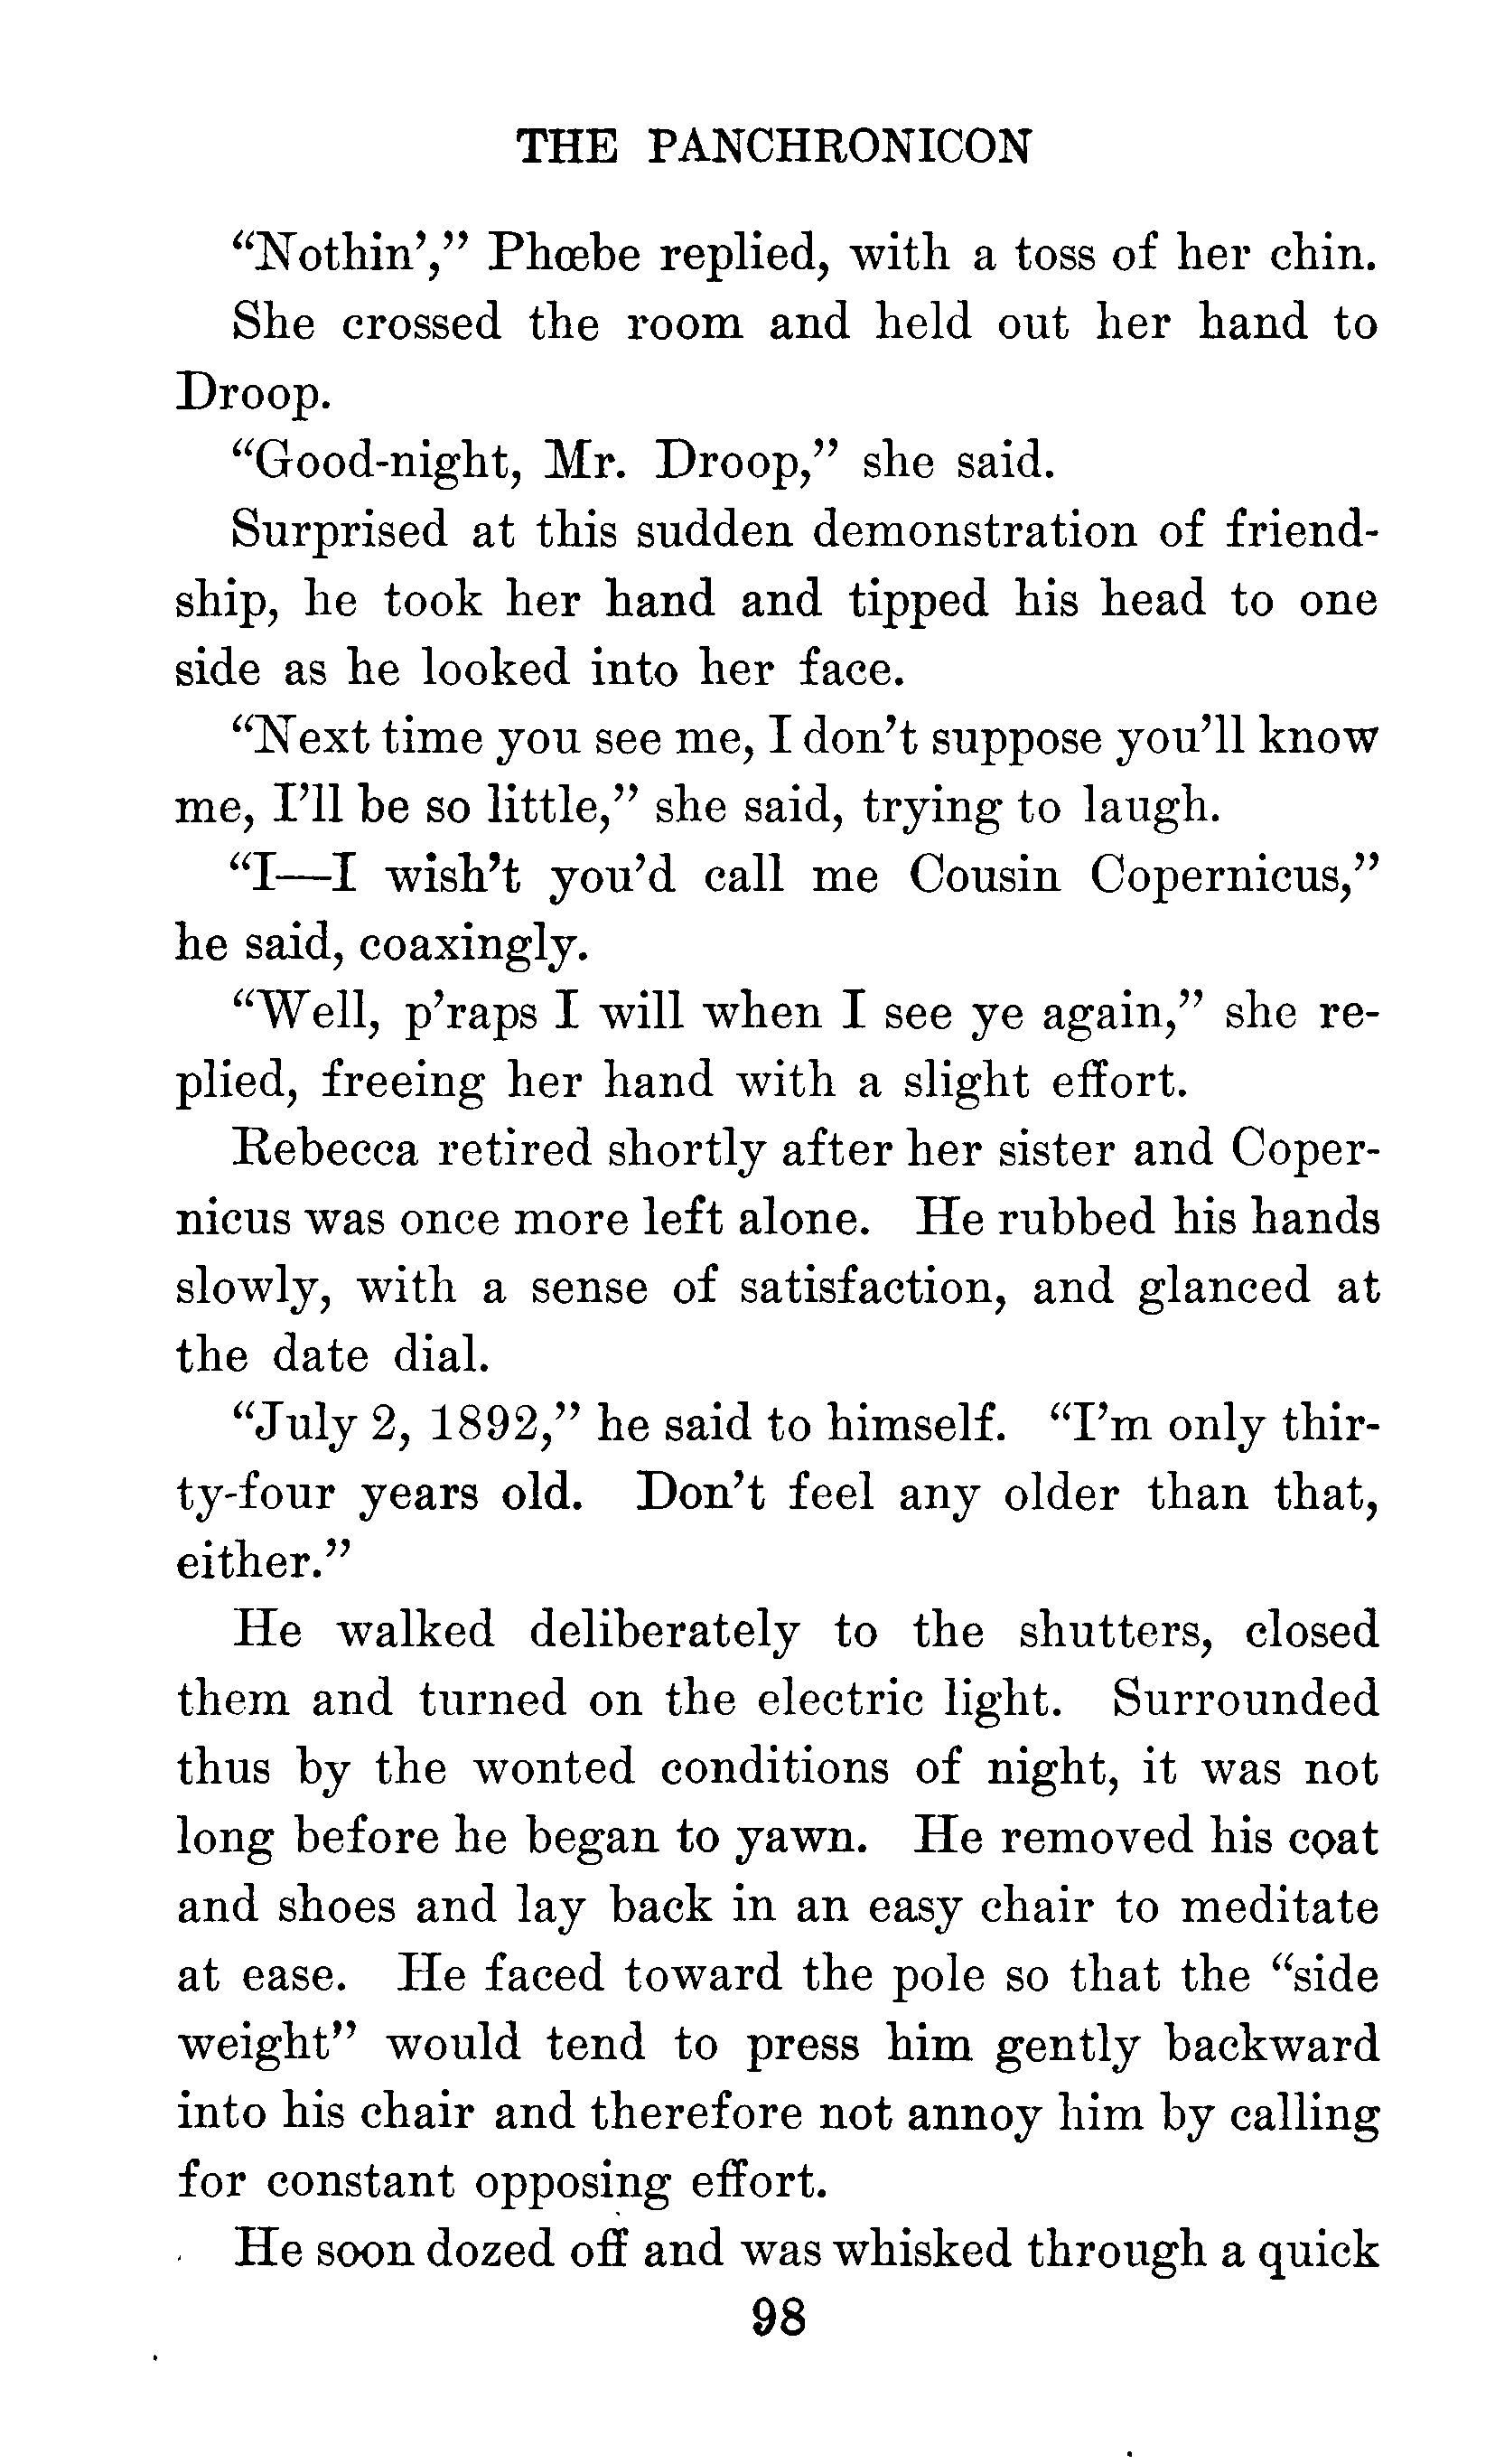 THE PANCHRONICON
“Nothin’,” Phœbe replied, with a toss of her chin.
She crossed the room and held out her hand to
Droop.
“Good-night, Mr. Droop,” she said.
Surprised at this sudden demonstration of friend-
ship, he took her hand and tipped his head to one
side as he looked into her face.
“Next time you see me, I don’t suppose you’ll know
me, I’ll be so little,” she said, trying to laugh.
“I—I wish’t you’d call me Cousin Copernicus,”
he said, coaxingly.
“Well, p’raps I will when I see ye again,” she re-
plied, freeing her hand with a slight effort.
Rebecca retired shortly after her sister and Coper-
nicus was once more left alone. He rubbed his hands
slowly, with a sense of satisfaction, and glanced at
the date dial.
“July 2, 1892,” he said to himself. “I’m only thir-
ty-four years old. Don’t feel any older than that,
either.”
He walked deliberately to the shutters, closed
them and turned on the electric light. Surrounded
thus by the wonted conditions of night, it was not
long before he began to yawn. He removed his coat
and shoes and lay back in an easy chair to meditate
at ease. He faced toward the pole so that the “side
weight” would tend to press him gently backward
into his chair and therefore not annoy him by calling
for constant opposing effort.
He soon dozed off and was whisked through a quick
98